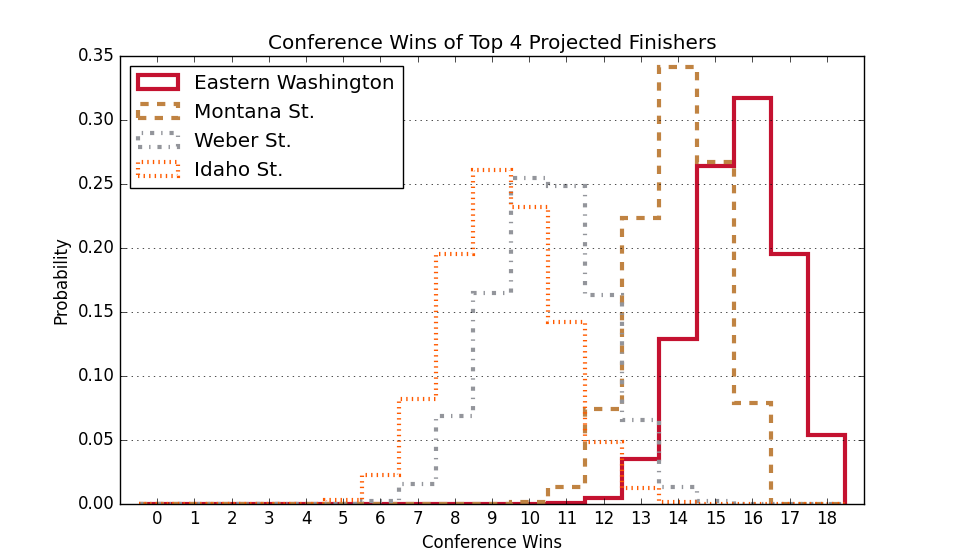 Conference Wins of Top 4 Projected Finishers
0.35
0.30
0.25
0.20
0.15
0.10
0.05
0.00
Probability
Eastern Washington
Montana St.
Weber St.
Idaho St.
0 1 2 3 4 5 6 7 8 9 10 11 12 13 14 15 16 17 18
Conference Wins